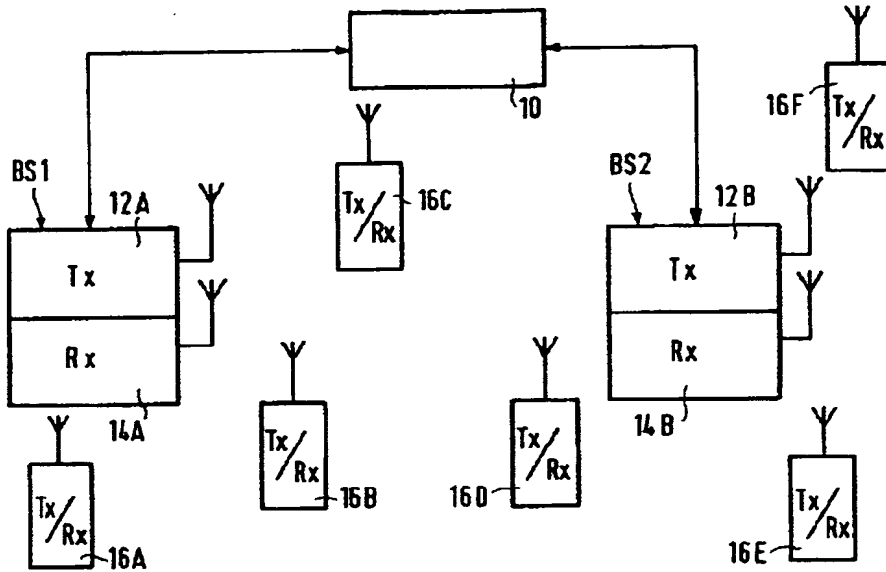 10
16F
Tx/Rx
BS1
12A
Tx/Rx
16C
BS2
12B
Tx
Tx
Rx
Rx
14A
14B
Tx/Rx
16B
Tx/Rx
16D
Tx/Rx
16A
Tx/Rx
16E